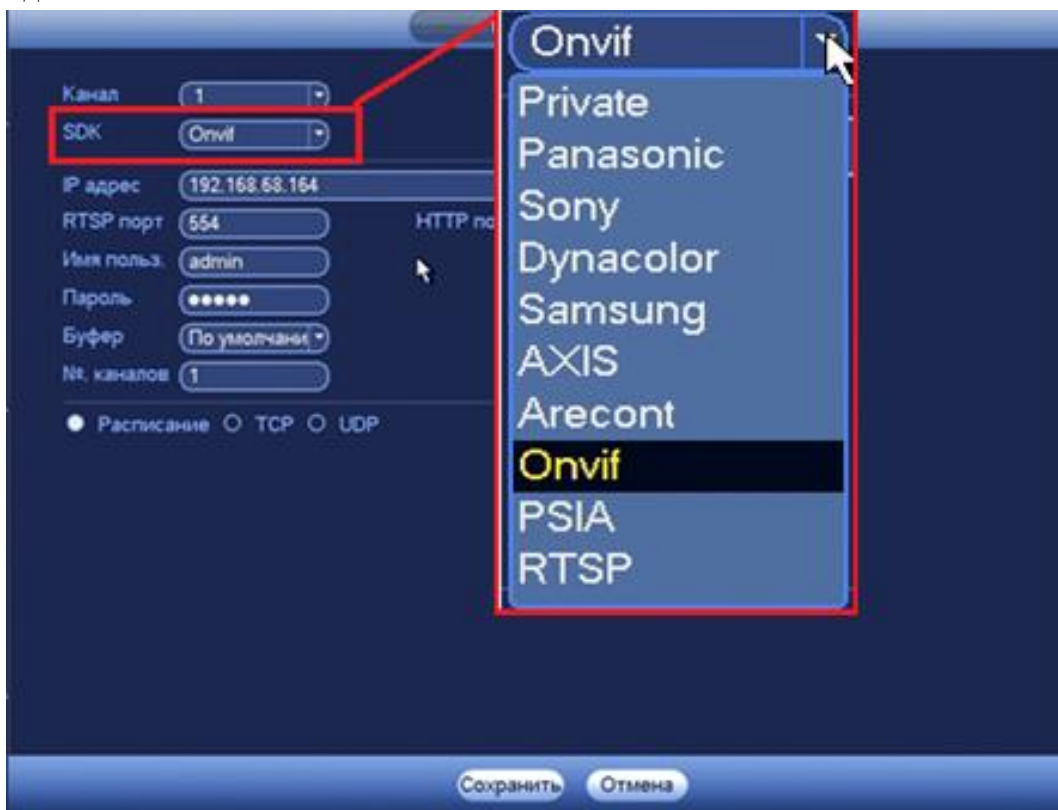 Канал 1
SDK Onvif
IP адрес 192.168.68.164
RTSP порт 554 HTTP по
Имя польз. admin
Пароль •••••
Буфер По умолчани
№. каналов 1
Расписание TCP UDP
Onvif
Private
Panasonic
Sony
Dynacolor
Samsung
AXIS
Arecont
Onvif
PSIA
RTSP
Сохранить Отмена